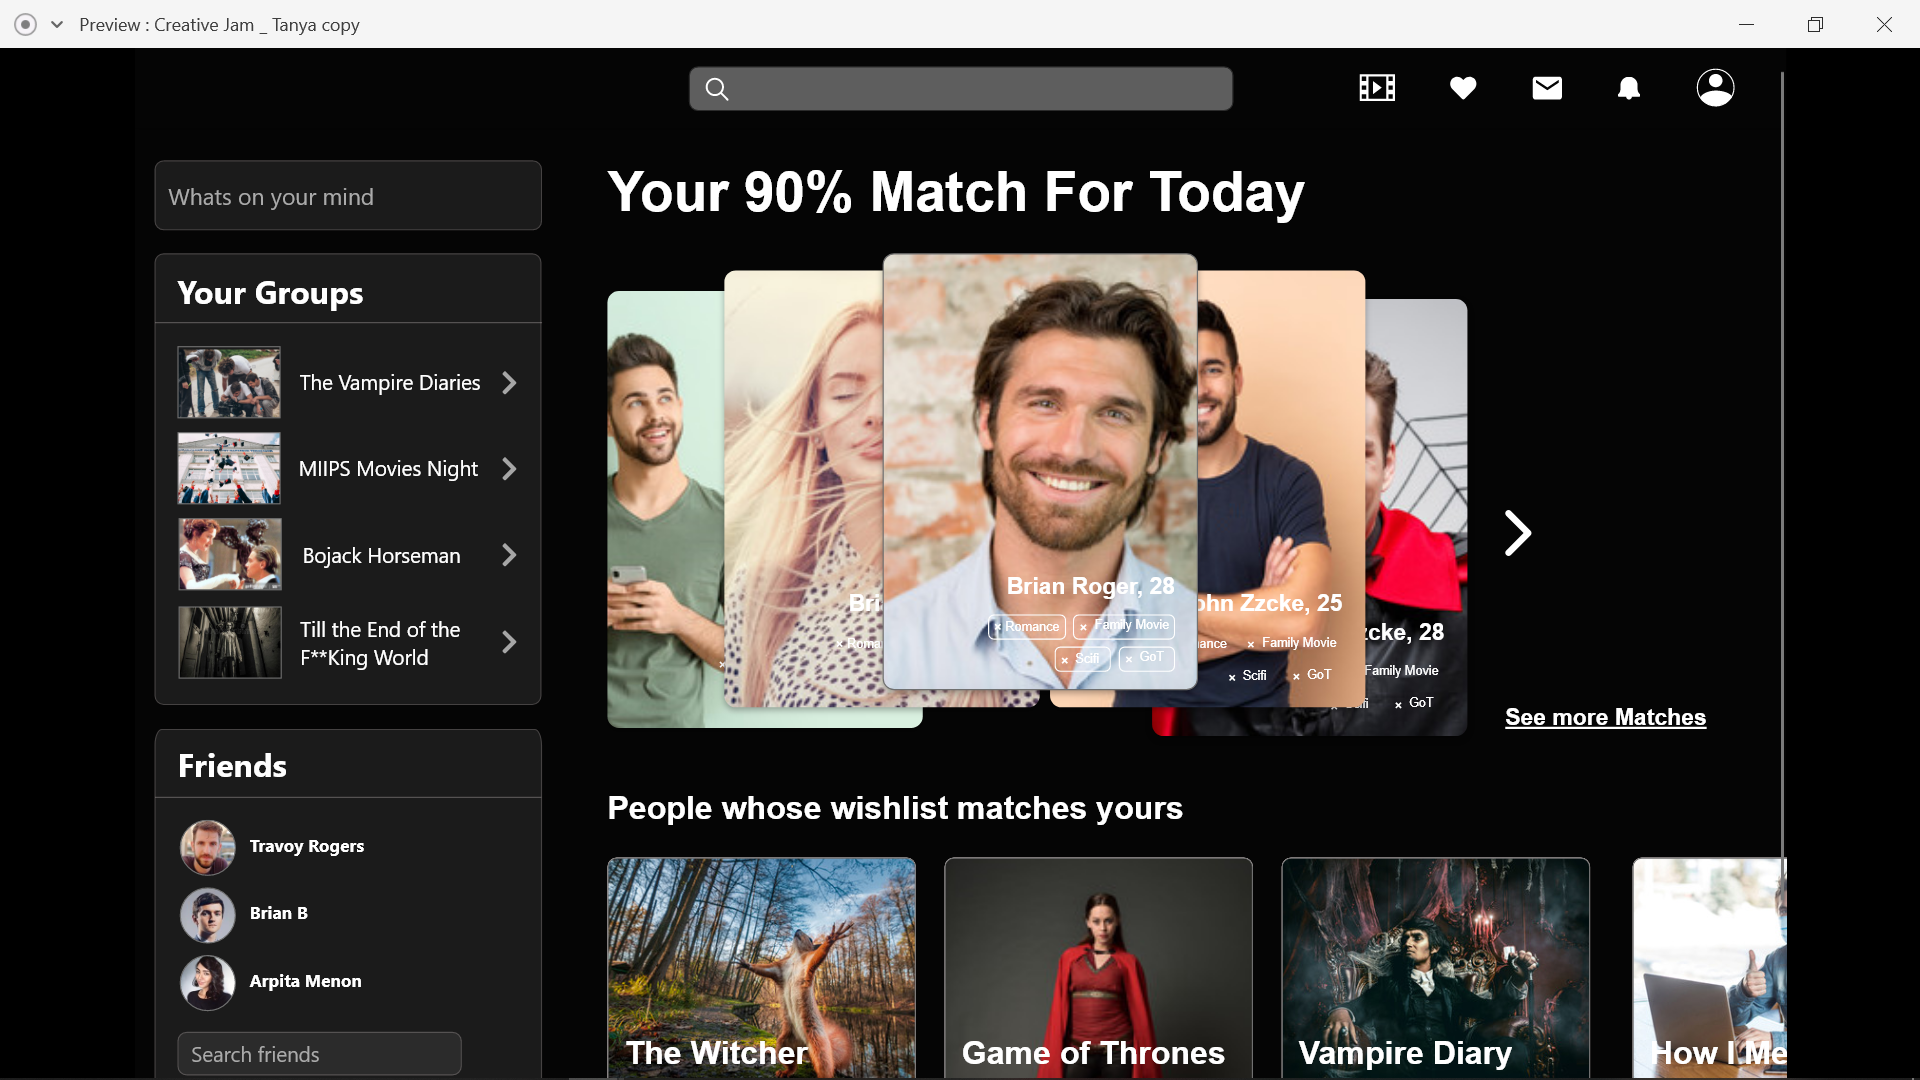 Preview : Creative Jam _ Tanya copy
Whats on your mind
Your Groups
The Vampire Diaries
MIIPS Movies Night
Bojack Horseman
Till the End of the
F**King World
Friends
Travoy Rogers
Brian B
Arpita Menon
Search friends
Your 90% Match For Today
Bri
× Roma
×
Brian Roger, 28
× Romance × Family Movie
× Scifi × GoT
ohn Zzcke, 25
ance × Family Movie
× Scifi × GoT
zcke, 28
Family Movie
× GoT
See more Matches
People whose wishlist matches yours
The Witcher
Game of Thrones
Vampire Diary
How I Me